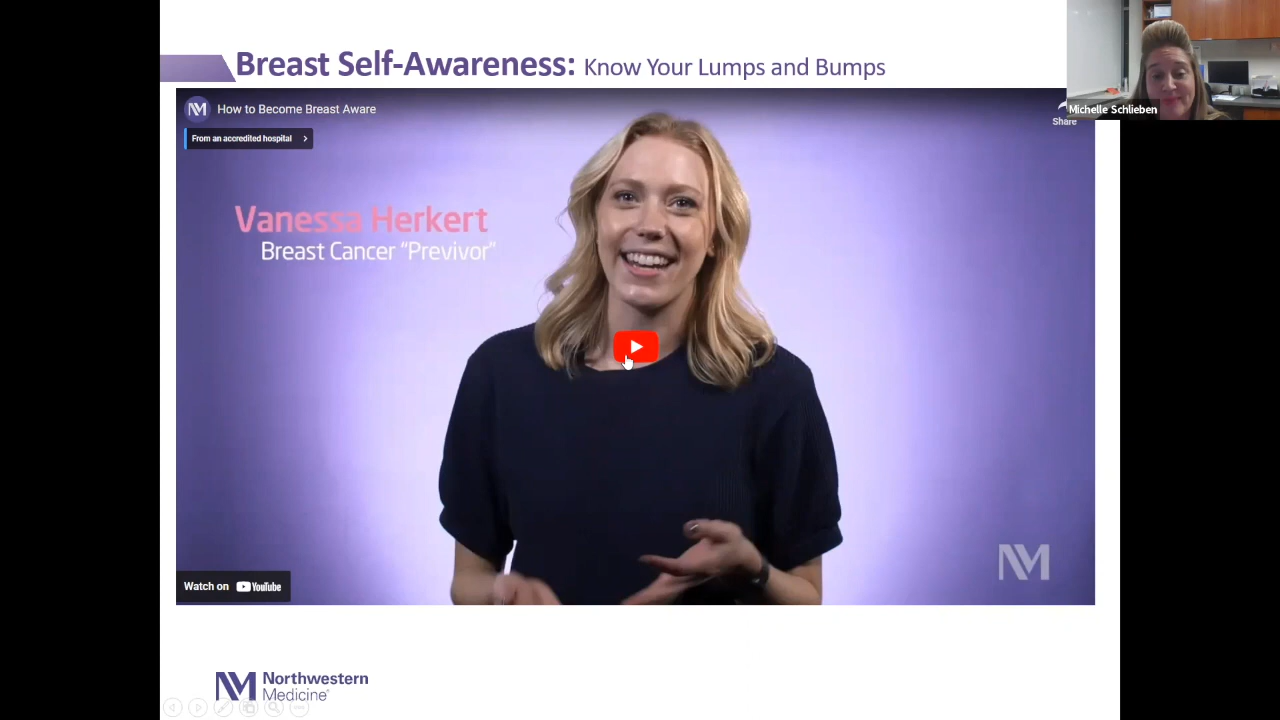 Breast Self-Awareness: Know Your Lumps and Bumps
Michelle Schlieben
How to Become Breast Aware
Share
From an accredited hospital
Vanessa Herkert
Breast Cancer “Previvor”
NM
Watch on YouTube
Northwestern
Medicine®